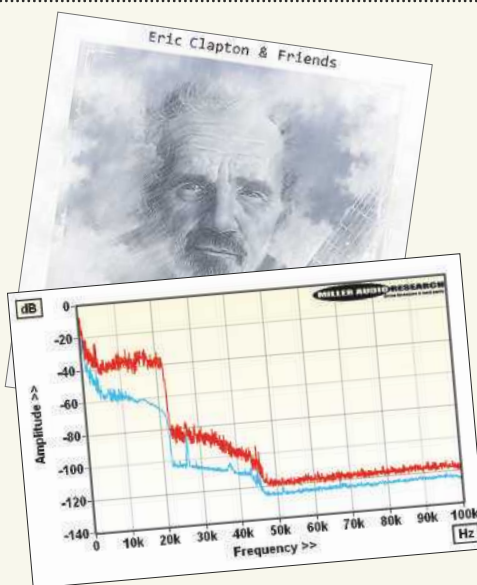 Eric Clapton & Friends
dB
MILLER AUDIO RESEARCH
0
-20
-40
-60
-80
-100
-120
-140
Amplitude >>
0 10k 20k 30k 40k 50k 60k 70k 80k 90k 100k
Frequency >>
Hz